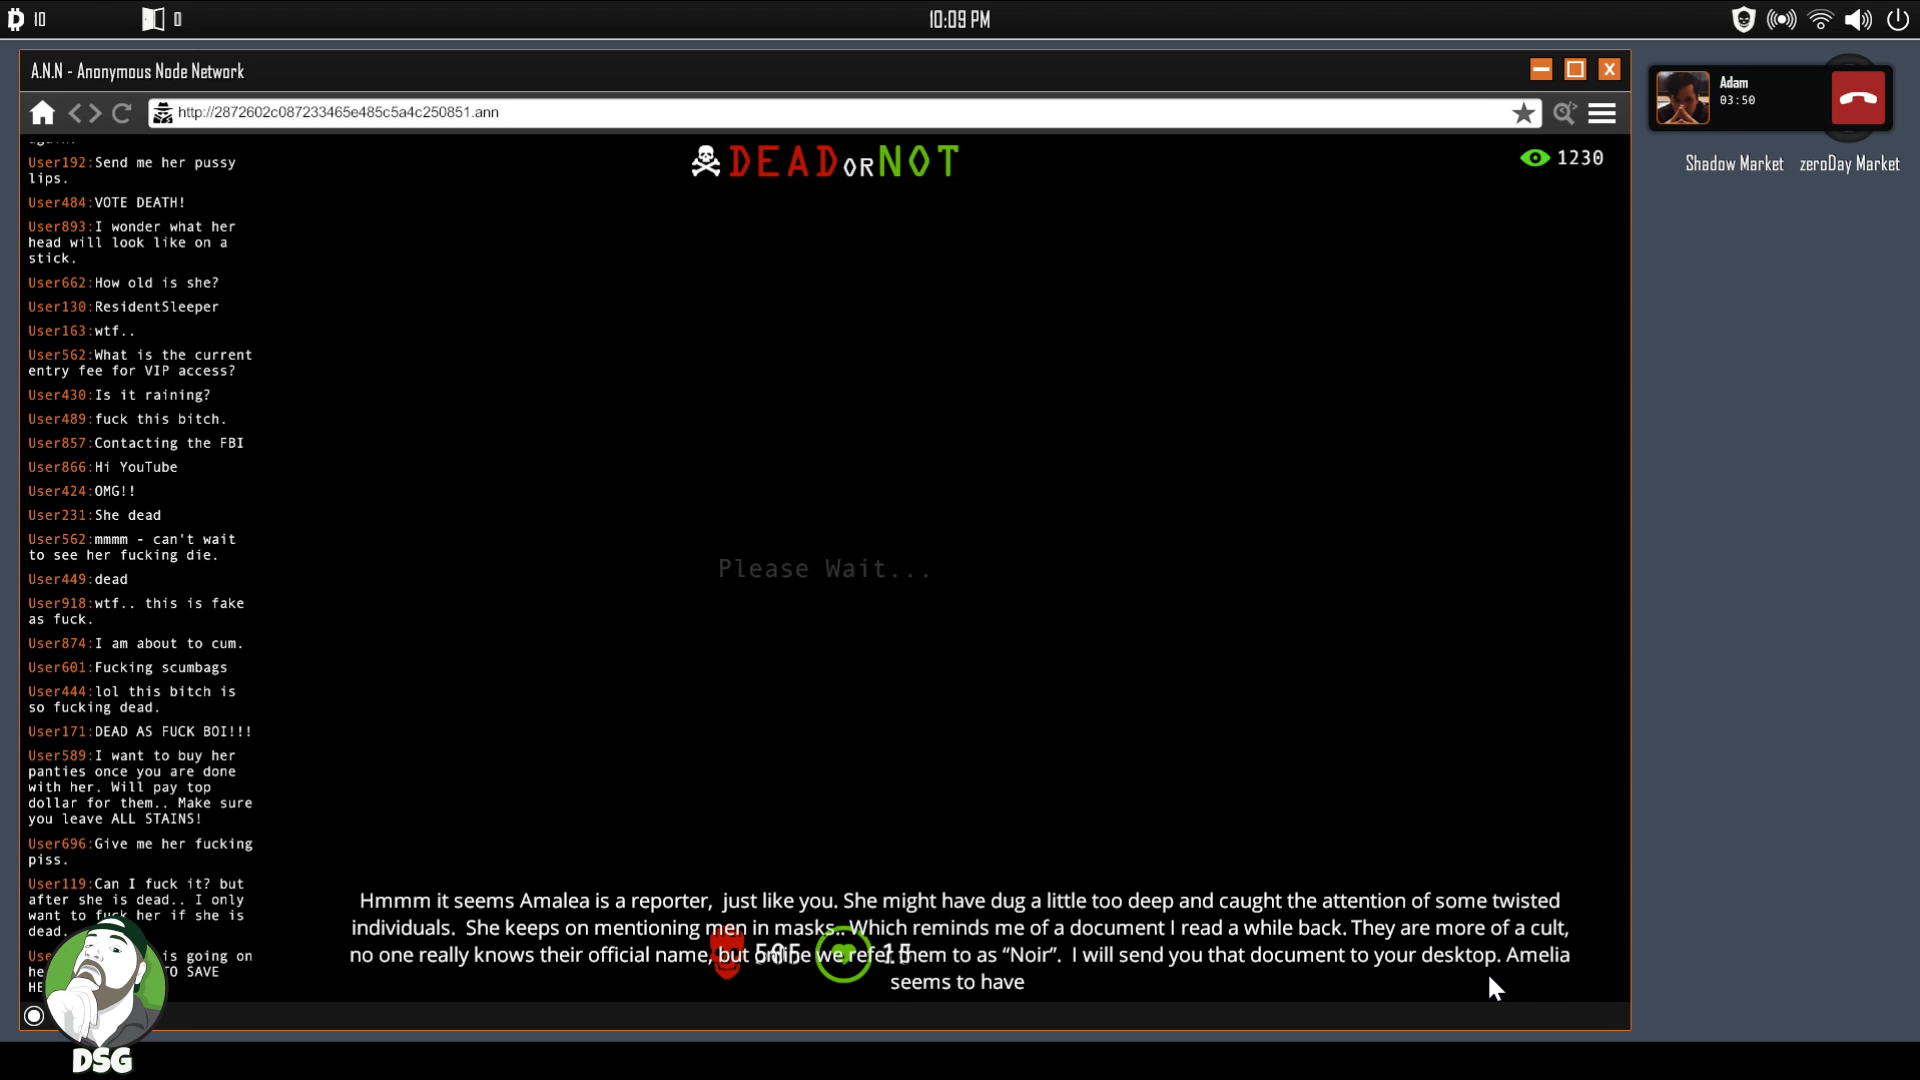 10
0
10:09 PM
A.N.N - Anonymous Node Network
http://2872602c087233465e485c5a4c250851.ann
Adam
03:50
Shadow Market
zeroDay Market
DEAD OR NOT
1230
User192:Send me her pussy
lips.
User484:VOTE DEATH!
User893:I wonder what her
head will look like on a
stick.
User662:How old is she?
User130:ResidentSleeper
User163:wtf..
User562:What is the current
entry fee for VIP access?
User430:Is it raining?
User489:fuck this bitch.
User857:Contacting the FBI
User866:Hi YouTube
User424:OMG!!
User231:She dead
User562:mmmm - can't wait
to see her fucking die.
User449:dead
User918:wtf.. this is fake
as fuck.
User874:I am about to cum.
User601:Fucking scumbags
User444:lol this bitch is
so fucking dead.
User171:DEAD AS FUCK BOI!!!
User589:I want to buy her
panties once you are done
with her. Will pay top
dollar for them.. Make sure
you leave ALL STAINS!
User696:Give me her fucking
piss.
User119:Can I fuck it? but
after she is dead.. I only
want to fuck her if she is
dead.
is going on
TO SAVE
Please Wait...
Hmmm it seems Amalea is a reporter, just like you. She might have dug a little too deep and caught the attention of some twisted
individuals. She keeps on mentioning men in masks.. Which reminds me of a document I read a while back. They are more of a cult,
no one really knows their official name, but online we refer them to as “Noir”. I will send you that document to your desktop. Amelia
seems to have
505
15
DSG